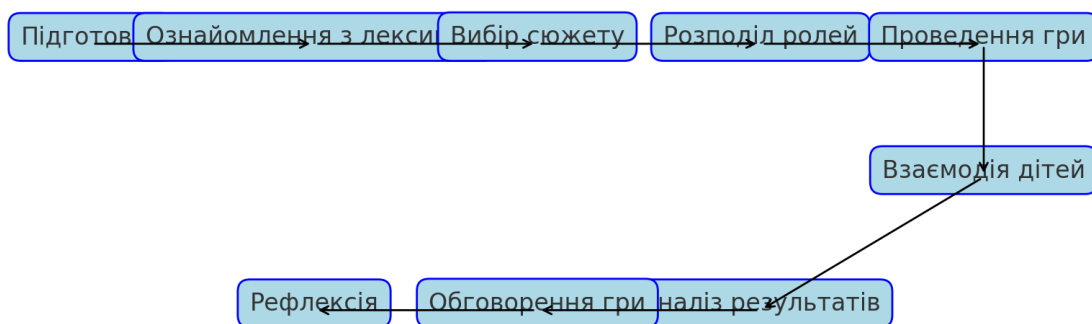 Підготов
Ознайомлення з лекси
Вибір сюжету
Розподіл ролей
Проведення гри
Взаємодія дітей
Рефлексія
Обговорення гри
наліз результатів